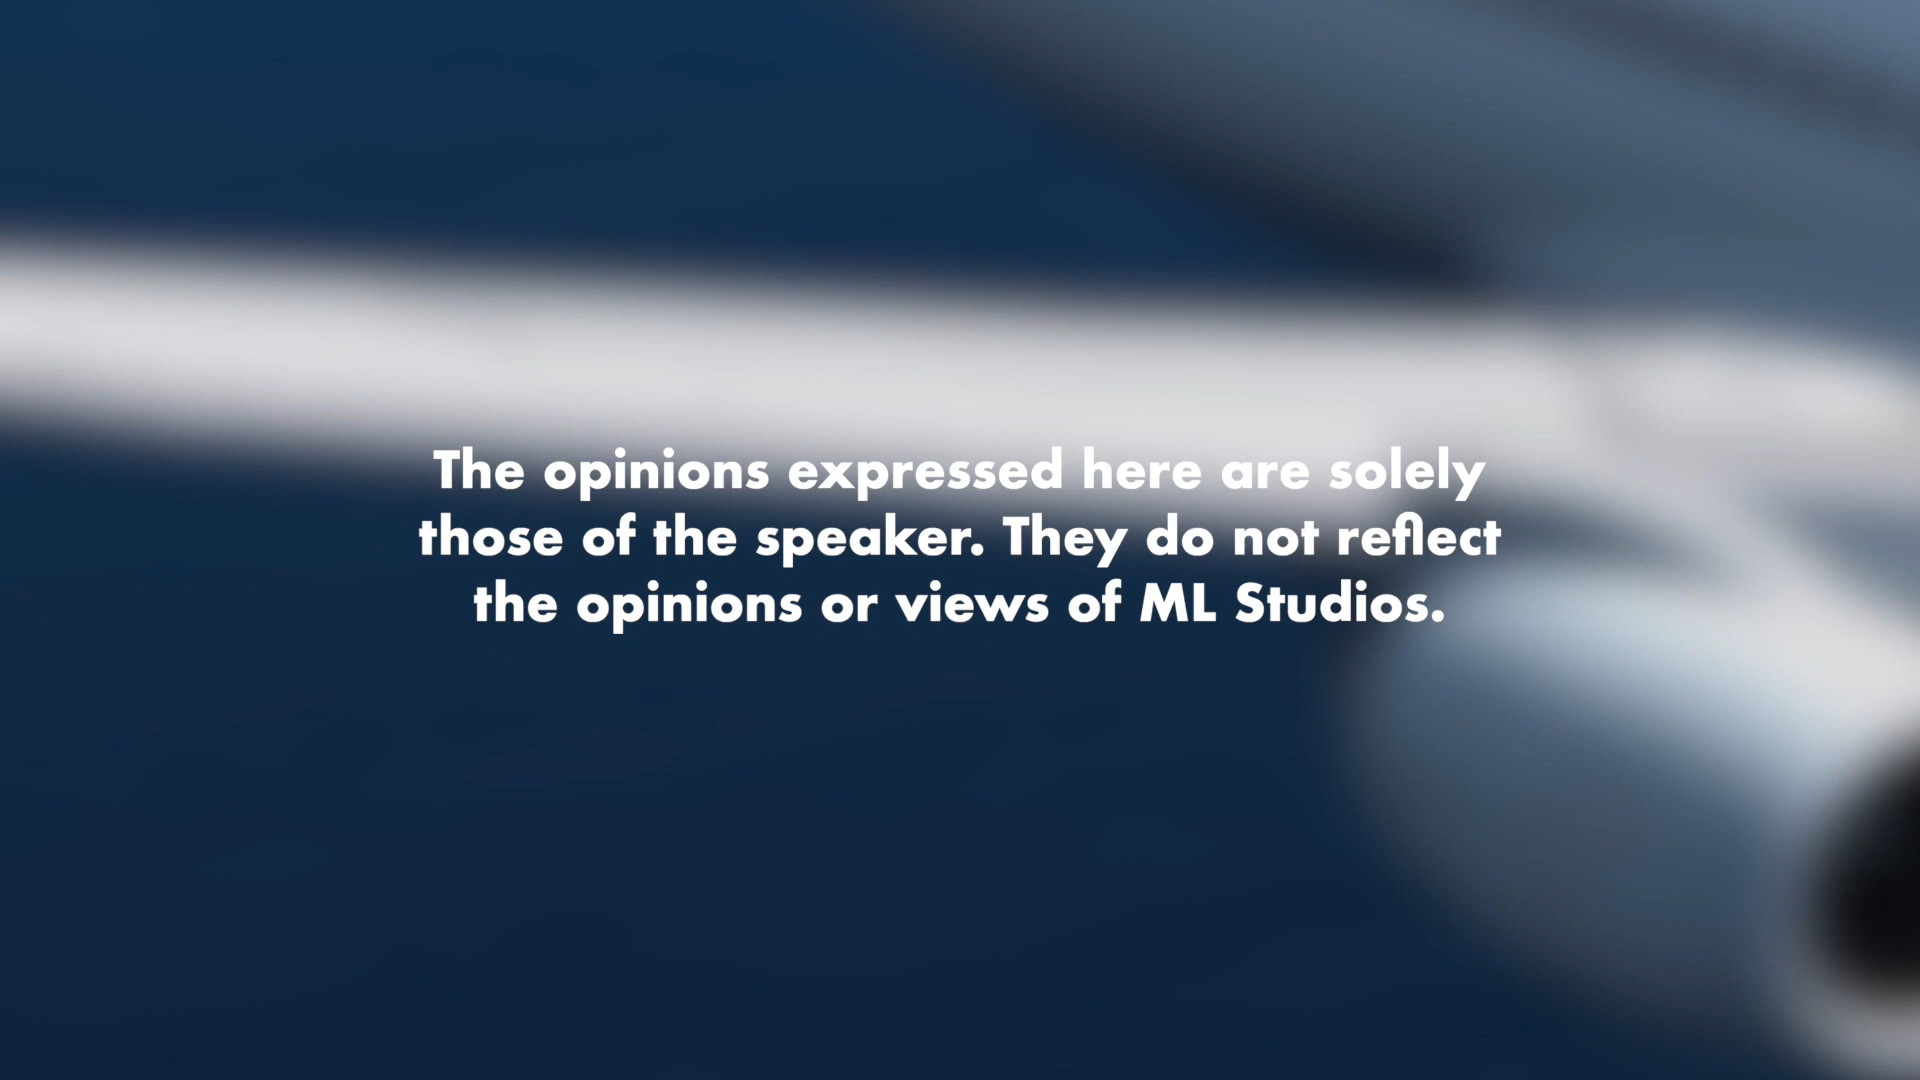 The opinions expressed here are solely
those of the speaker. They do not reflect
the opinions or views of ML Studios.